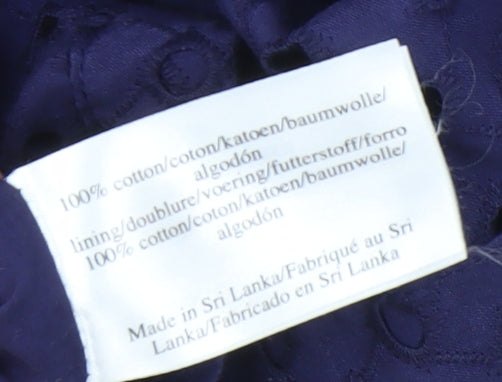 100% cotton/coton/katoen/baumwolle/
algodón
lining/doublure/voering/futterstoff/forro
100% cotton/coton/katoen/baumwolle/
algodón
Made in Sri Lanka/Fabriqué au Sri
Lanka/Fabricado en Sri Lanka